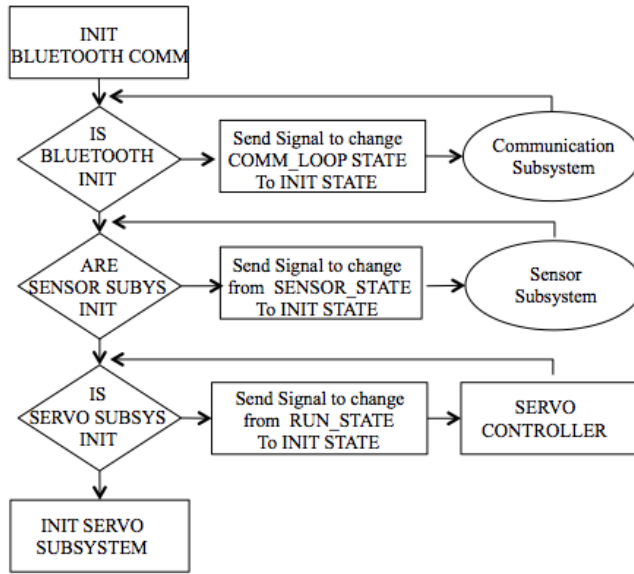 INIT
BLUETOOTH COMM
IS
BLUETOOTH
INIT
Send Signal to change
COMM_LOOP STATE
To INIT STATE
Communication
Subsystem
ARE
SENSOR SUBYS
INIT
Send Signal to change
from SENSOR_STATE
To INIT STATE
Sensor
Subsystem
IS
SERVO SUBSYS
INIT
Send Signal to change
from RUN_STATE
To INIT STATE
SERVO
CONTROLLER
INIT SERVO
SUBSYSTEM